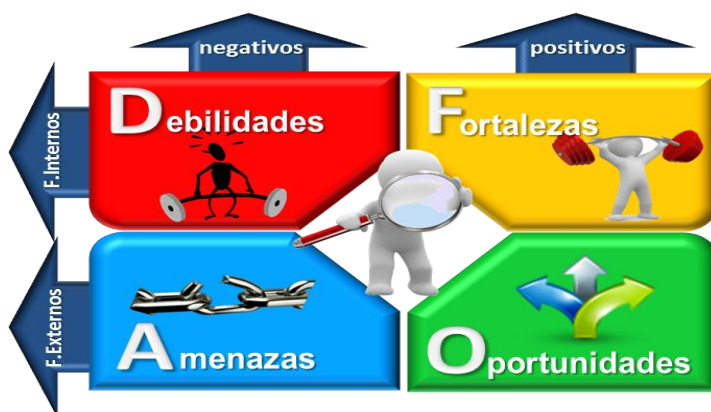 negativos
positivos
F.Internos
Debilidades
Fortalezas
F.Externos
Amenazas
Oportunidades